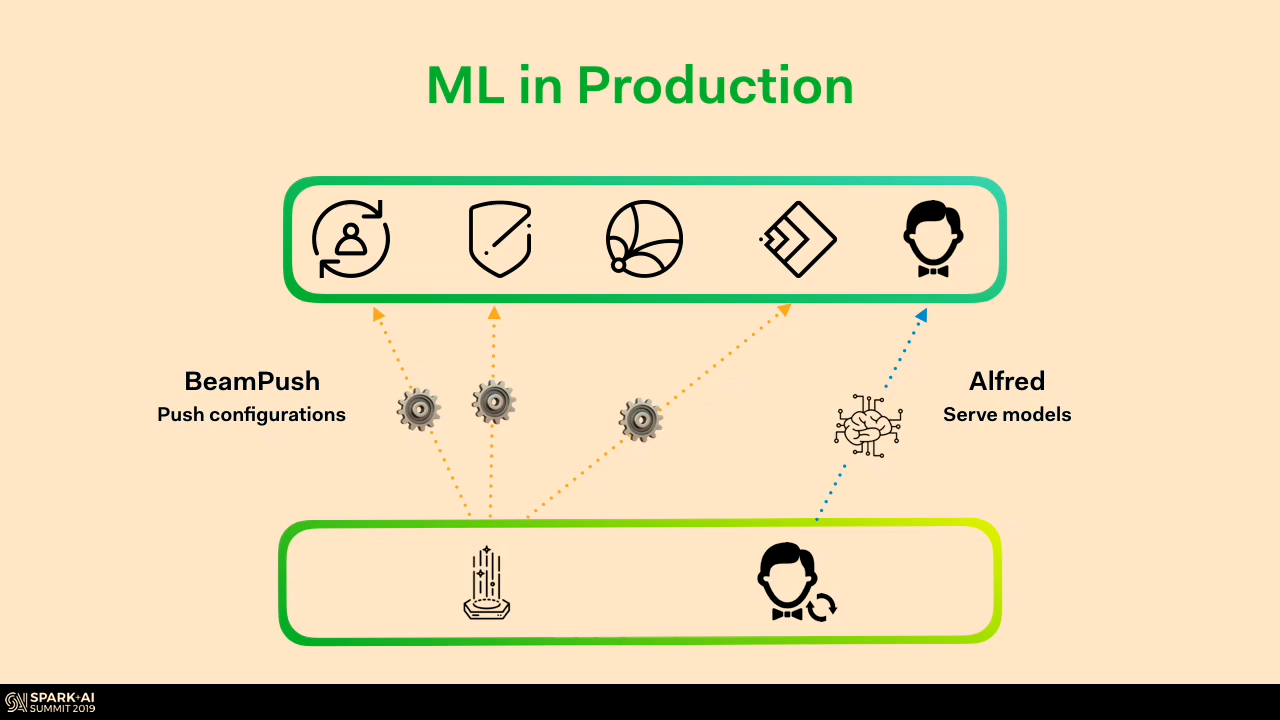 ML in Production
BeamPush
Push configurations
Alfred
Serve models
SPARK+AI
SUMMIT 2019